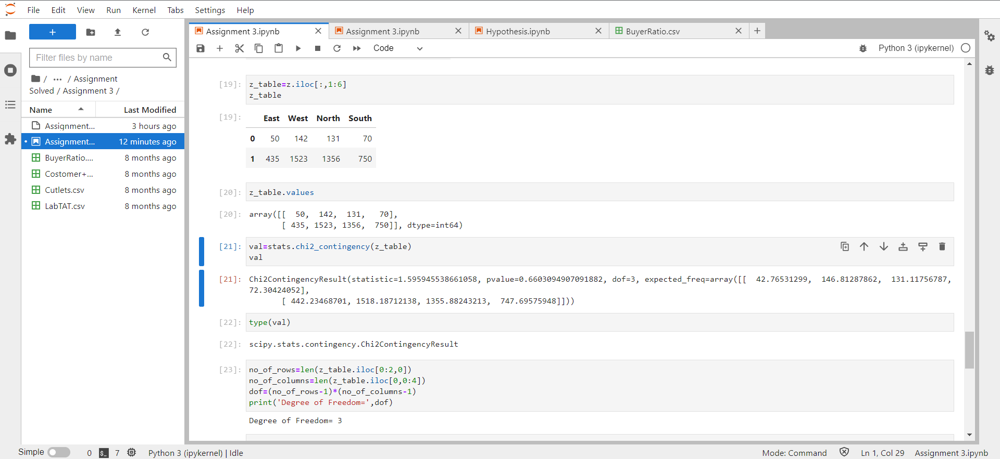 File Edit View Run Kernel Tabs Settings Help
+
Filter files by name
/ ··· / Assignment
Solved / Assignment 3 /
Name Last Modified
Assignment... 3 hours ago
• Assignment... 12 minutes ago
BuyerRatio.... 8 months ago
Costomer+... 8 months ago
Cutlets.csv 8 months ago
LabTAT.csv 8 months ago
Assignment 3.ipynb Assignment 3.ipynb Hypothesis.ipynb BuyerRatio.csv +
Code Python 3 (ipykernel)
[19]: z_table=z.iloc[:,1:6]
z_table
[19]: East West North South
0 50 142 131 70
1 435 1523 1356 750
[20]: z_table.values
[20]: array([[  50,  142,  131,   70],
       [ 435, 1523, 1356,  750]], dtype=int64)
[21]: val=stats.chi2_contingency(z_table)
val
[21]: Chi2ContingencyResult(statistic=1.595945538661058, pvalue=0.6603094907091882, dof=3, expected_freq=array([[  42.76531299,  146.81287862,  131.11756787,
72.30424052],
       [ 442.23468701, 1518.18712138, 1355.88243213,  747.69575948]]))
[22]: type(val)
[22]: scipy.stats.contingency.Chi2ContingencyResult
[23]: no_of_rows=len(z_table.iloc[0:2,0])
no_of_columns=len(z_table.iloc[0,0:4])
dof=(no_of_rows-1)*(no_of_columns-1)
print('Degree of Freedom=',dof)
Degree of Freedom= 3
Simple 0 $_ 7 Python 3 (ipykernel) | Idle Mode: Command Ln 1, Col 29 Assignment 3.ipynb